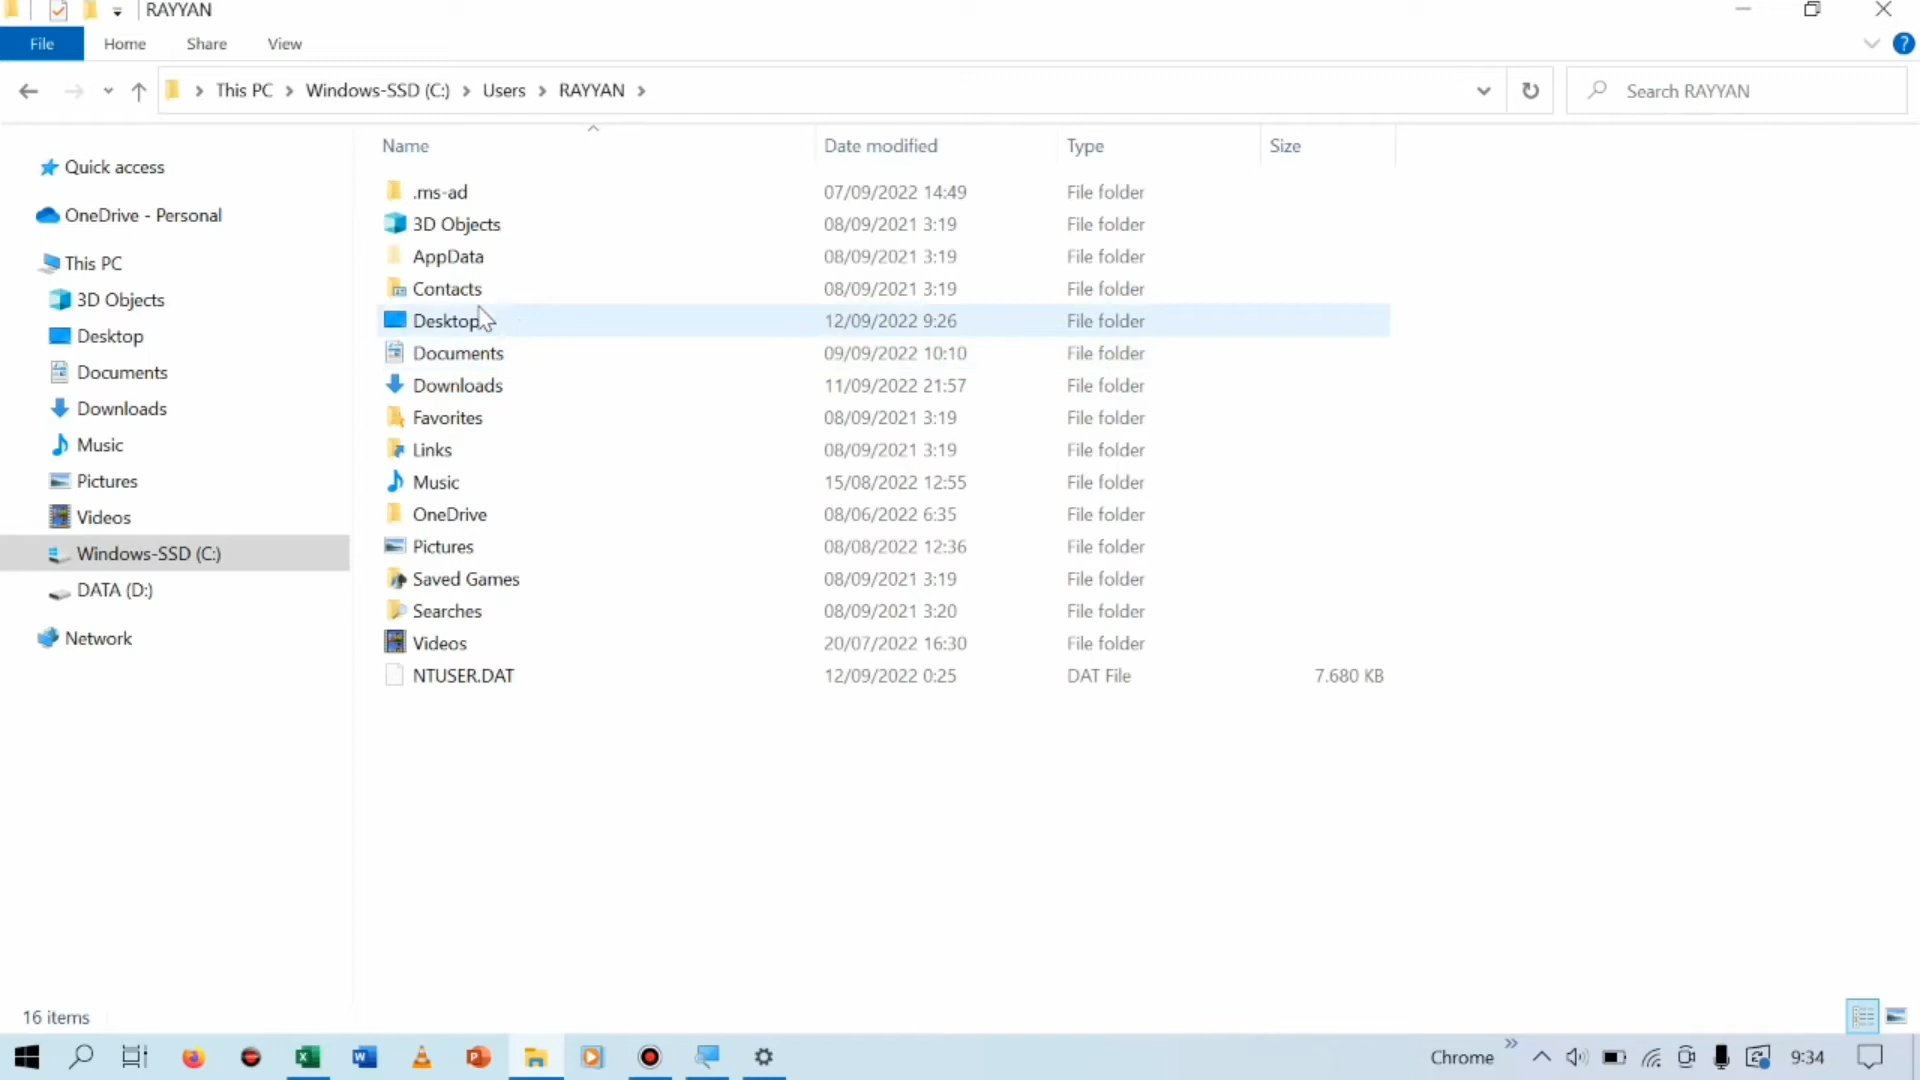 RAYYAN
File Home Share View
This PC Windows-SSD (C:) Users RAYYAN Search RAYYAN
Name Date modified Type Size
Quick access
OneDrive - Personal
This PC
3D Objects
Desktop
Documents
Downloads
Music
Pictures
Videos
Windows-SSD (C:)
DATA (D:)
Network
.ms-ad 07/09/2022 14:49 File folder
3D Objects 08/09/2021 3:19 File folder
AppData 08/09/2021 3:19 File folder
Contacts 08/09/2021 3:19 File folder
Desktop 12/09/2022 9:26 File folder
Documents 09/09/2022 10:10 File folder
Downloads 11/09/2022 21:57 File folder
Favorites 08/09/2021 3:19 File folder
Links 08/09/2021 3:19 File folder
Music 15/08/2022 12:55 File folder
OneDrive 08/06/2022 6:35 File folder
Pictures 08/08/2022 12:36 File folder
Saved Games 08/09/2021 3:19 File folder
Searches 08/09/2021 3:20 File folder
Videos 20/07/2022 16:30 File folder
NTUSER.DAT 12/09/2022 0:25 DAT File 7.680 KB
16 items
Chrome 9:34